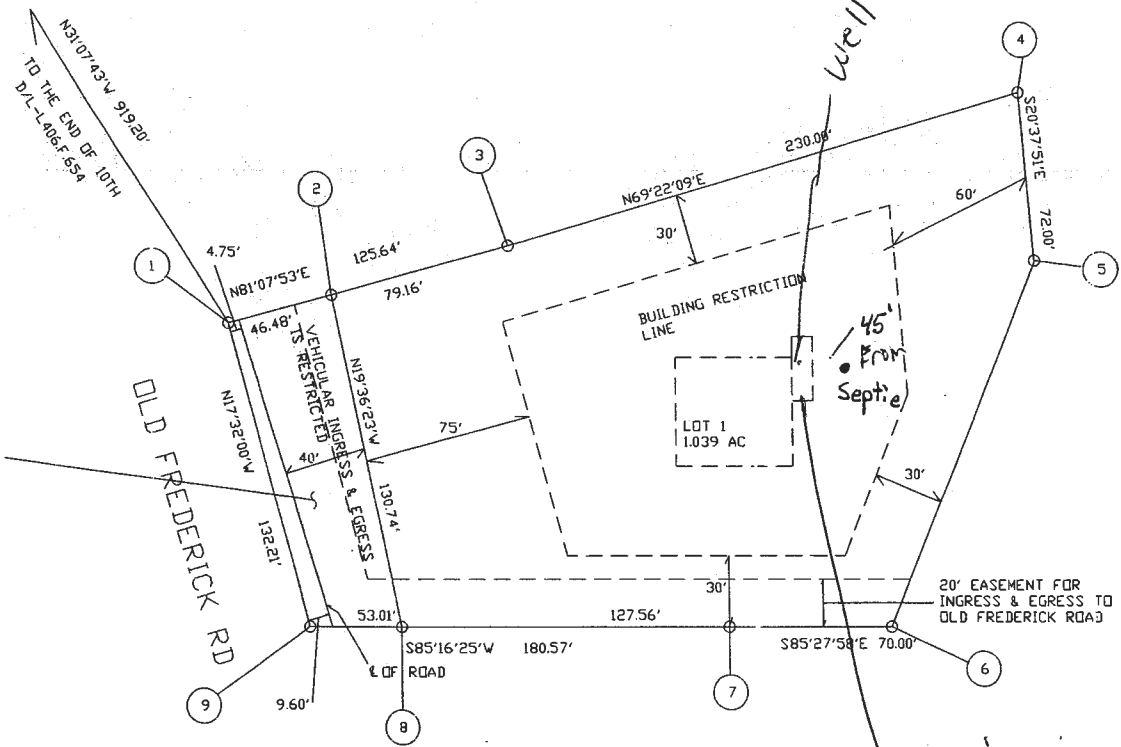 Well
4
N31°07'43"W 919.20'
TO THE END OF 10TH
D/L-L406,F.654
S20°37'51"E
72.00'
3
230.00'
2
N69°22'09"E
60'
30'
4.75'
125.64'
1
N81°07'53"E
79.16'
5
46.48'
BUILDING RESTRICTION
LINE
VEHICULAR INGRESS & EGRESS
IS RESTRICTED
N19°36'23"W
45'
From
Septic
OLD FREDERICK RD
N17°32'00"W
75'
LOT 1
1.039 AC
40'
130.74'
30'
132.21'
30'
20' EASEMENT FOR
INGRESS & EGRESS TO
OLD FREDERICK ROAD
53.01'
127.56'
S85°16'25"W 180.57'
S85°27'58"E 70.00'
6
℄ OF ROAD
7
9
9.60'
8